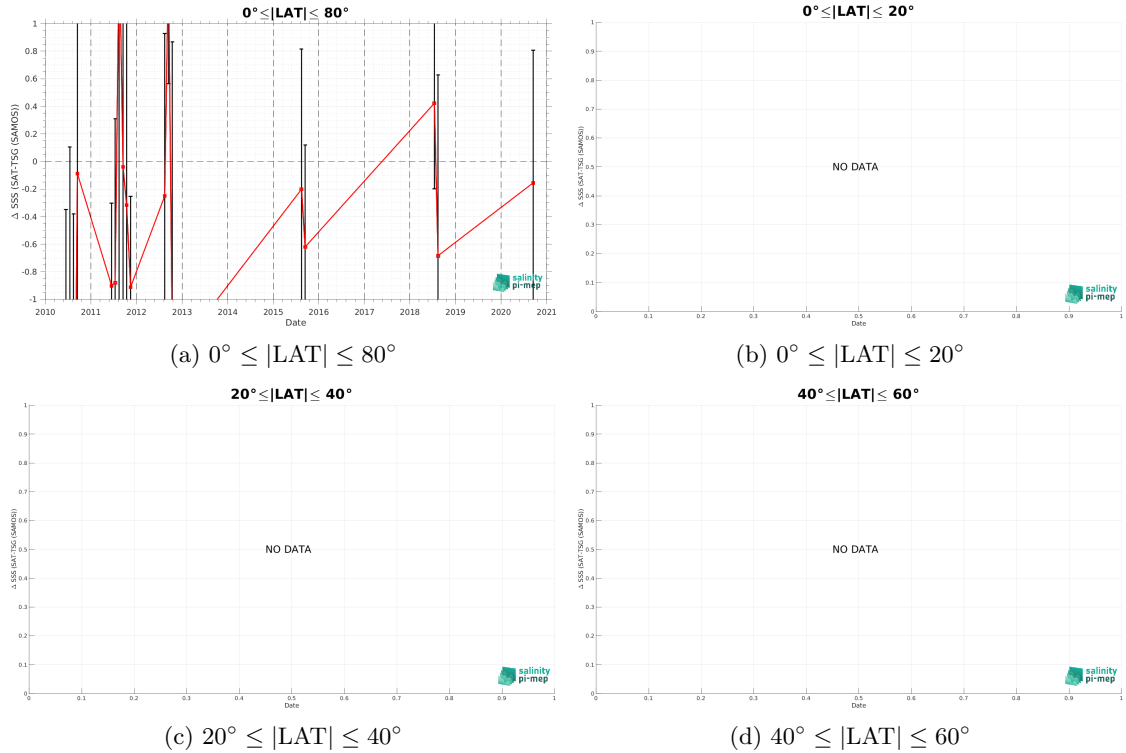 0°≤|LAT|≤ 80°
1
0.8
0.6
0.4
0.2
0
-0.2
-0.4
-0.6
-0.8
-1
Δ SSS (SAT-TSG (SAMOS))
2010 2011 2012 2013 2014 2015 2016 2017 2018 2019 2020 2021
Date
salinity
pi-mep
(a) 0° ≤ |LAT| ≤ 80°
0°≤|LAT|≤ 20°
1
0.9
0.8
0.7
0.6
0.5
0.4
0.3
0.2
0.1
0
Δ SSS (SAT-TSG (SAMOS))
NO DATA
0 0.1 0.2 0.3 0.4 0.5 0.6 0.7 0.8 0.9 1
Date
salinity
pi-mep
(b) 0° ≤ |LAT| ≤ 20°
20°≤|LAT|≤ 40°
1
0.9
0.8
0.7
0.6
0.5
0.4
0.3
0.2
0.1
0
Δ SSS (SAT-TSG (SAMOS))
NO DATA
0 0.1 0.2 0.3 0.4 0.5 0.6 0.7 0.8 0.9 1
Date
salinity
pi-mep
(c) 20° ≤ |LAT| ≤ 40°
40°≤|LAT|≤ 60°
1
0.9
0.8
0.7
0.6
0.5
0.4
0.3
0.2
0.1
0
Δ SSS (SAT-TSG (SAMOS))
NO DATA
0 0.1 0.2 0.3 0.4 0.5 0.6 0.7 0.8 0.9 1
Date
salinity
pi-mep
(d) 40° ≤ |LAT| ≤ 60°